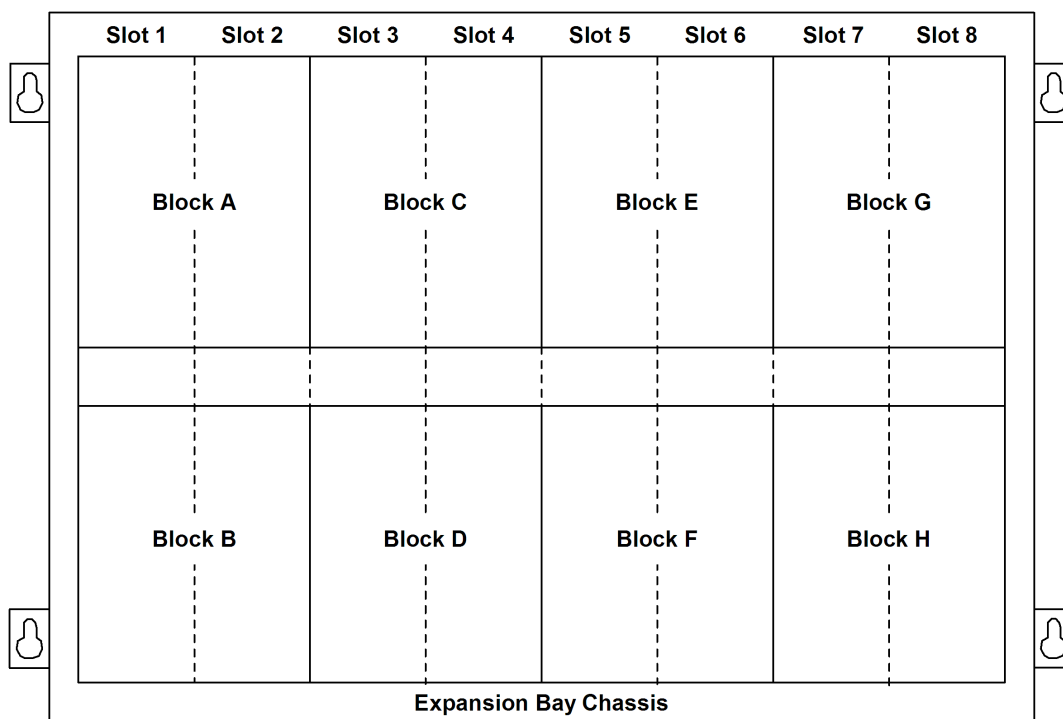 Slot 1 Slot 2 Slot 3 Slot 4 Slot 5 Slot 6 Slot 7 Slot 8
Block A Block C Block E Block G
Block B Block D Block F Block H
Expansion Bay Chassis